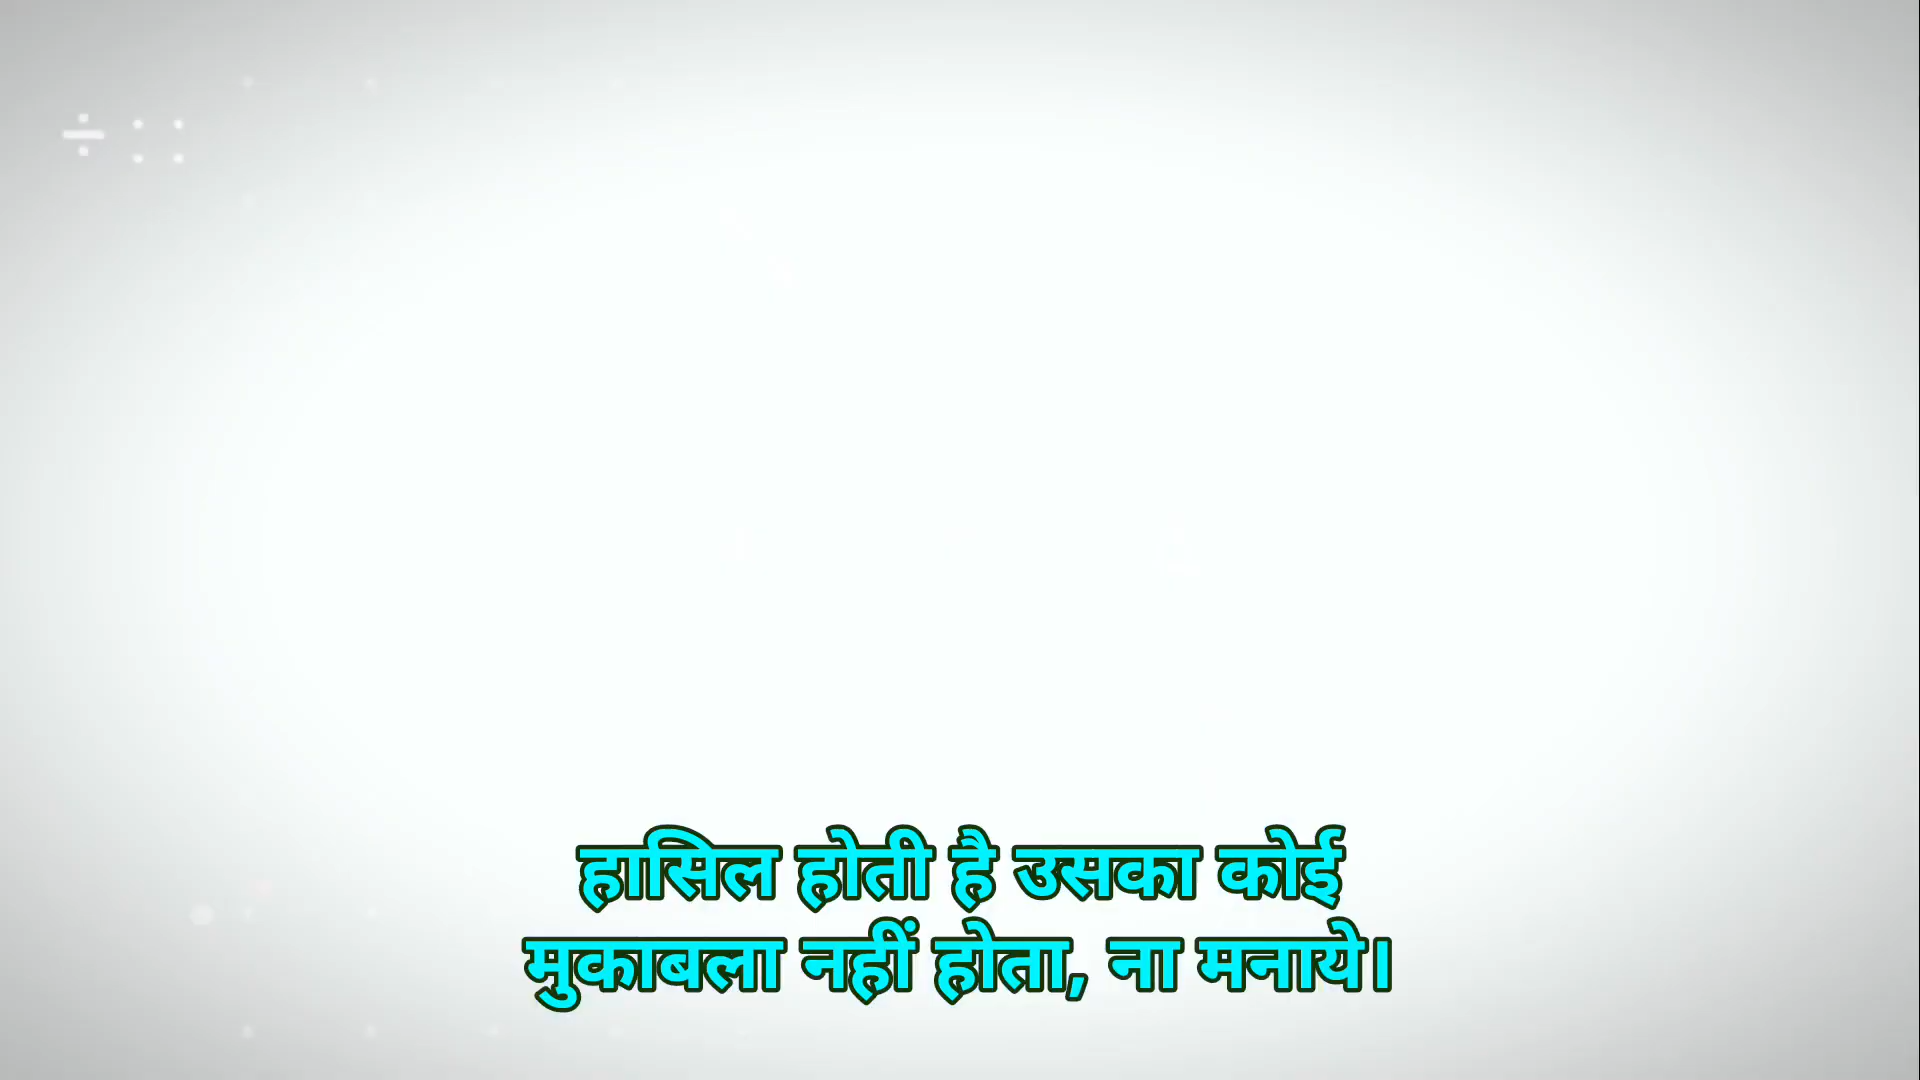 हासिल होती है उसका कोई
मुकाबला नहीं होता, ना मनाये।